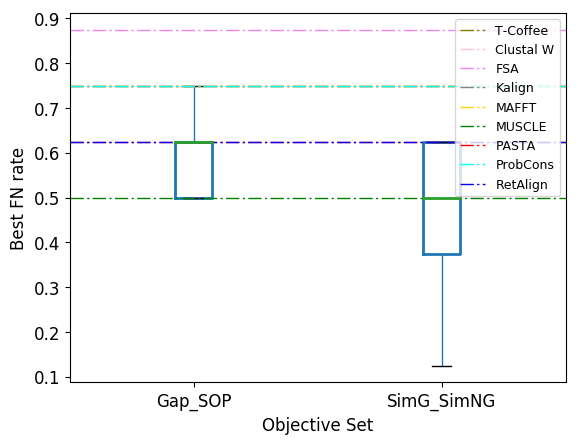 0.9
0.8
0.7
0.6
0.5
0.4
0.3
0.2
0.1
Best FN rate
T-Coffee
Clustal W
FSA
Kalign
MAFFT
MUSCLE
PASTA
ProbCons
RetAlign
Gap_SOP
SimG_SimNG
Objective Set